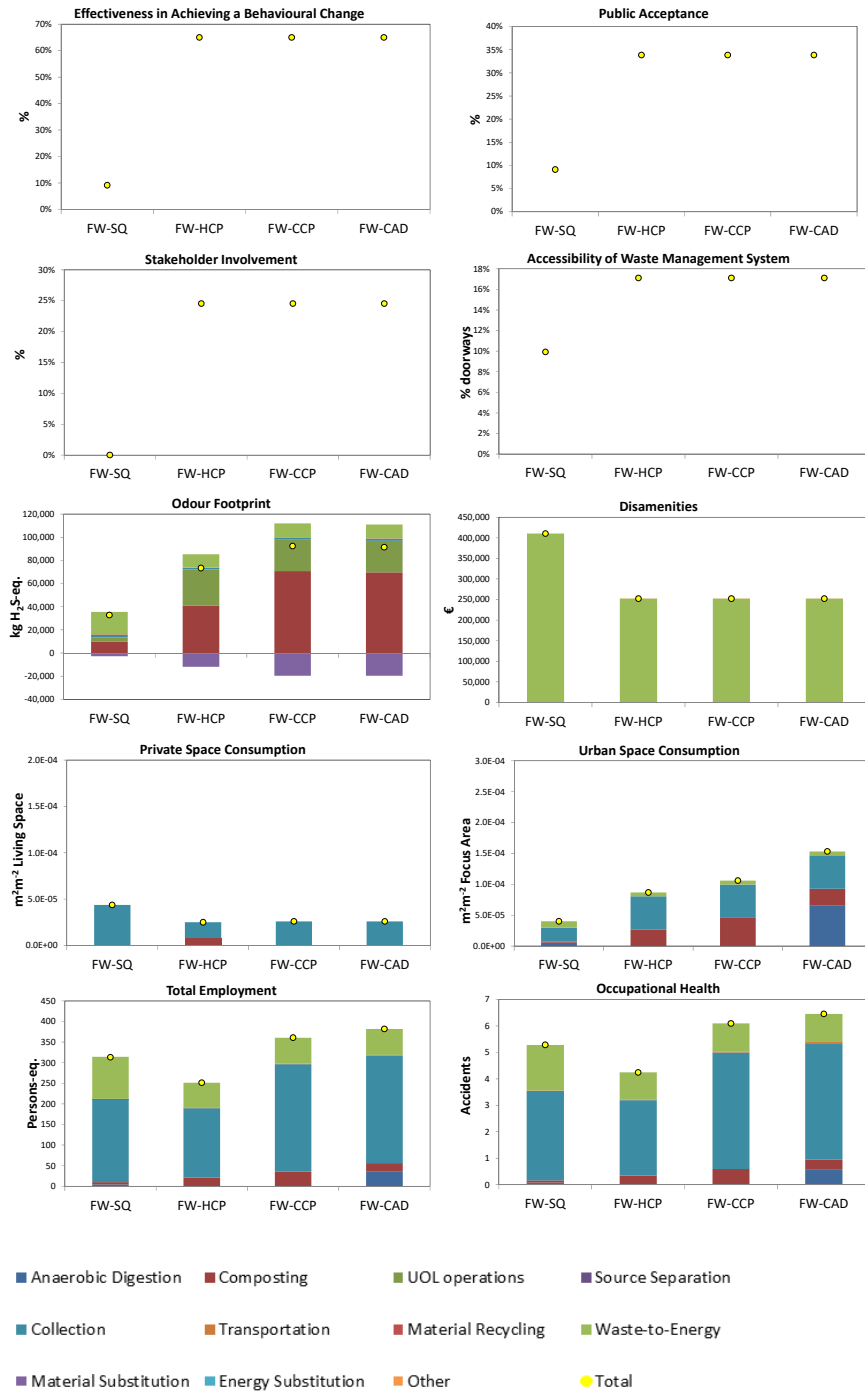 Effectiveness in Achieving a Behavioural Change
70%
60%
50%
40%
30%
20%
10%
0%
%
FW-SQ FW-HCP FW-CCP FW-CAD
Public Acceptance
40%
35%
30%
25%
20%
15%
10%
5%
0%
%
FW-SQ FW-HCP FW-CCP FW-CAD
Stakeholder Involvement
30%
25%
20%
15%
10%
5%
0%
%
FW-SQ FW-HCP FW-CCP FW-CAD
Accessibility of Waste Management System
18%
16%
14%
12%
10%
8%
6%
4%
2%
0%
% doorways
FW-SQ FW-HCP FW-CCP FW-CAD
Odour Footprint
120,000
100,000
80,000
60,000
40,000
20,000
0
-20,000
-40,000
kg H₂S-eq.
FW-SQ FW-HCP FW-CCP FW-CAD
Disamenities
450,000
400,000
350,000
300,000
250,000
200,000
150,000
100,000
50,000
0
€
FW-SQ FW-HCP FW-CCP FW-CAD
Private Space Consumption
2.0E-04
1.5E-04
1.0E-04
5.0E-05
0.0E+00
m²m⁻² Living Space
FW-SQ FW-HCP FW-CCP FW-CAD
Urban Space Consumption
3.0E-04
2.5E-04
2.0E-04
1.5E-04
1.0E-04
5.0E-05
0.0E+00
m²m⁻² Focus Area
FW-SQ FW-HCP FW-CCP FW-CAD
Total Employment
450
400
350
300
250
200
150
100
50
0
Persons-eq.
FW-SQ FW-HCP FW-CCP FW-CAD
Occupational Health
7
6
5
4
3
2
1
0
Accidents
FW-SQ FW-HCP FW-CCP FW-CAD
Anaerobic Digestion Composting UOL operations Source Separation
Collection Transportation Material Recycling Waste-to-Energy
Material Substitution Energy Substitution Other Total